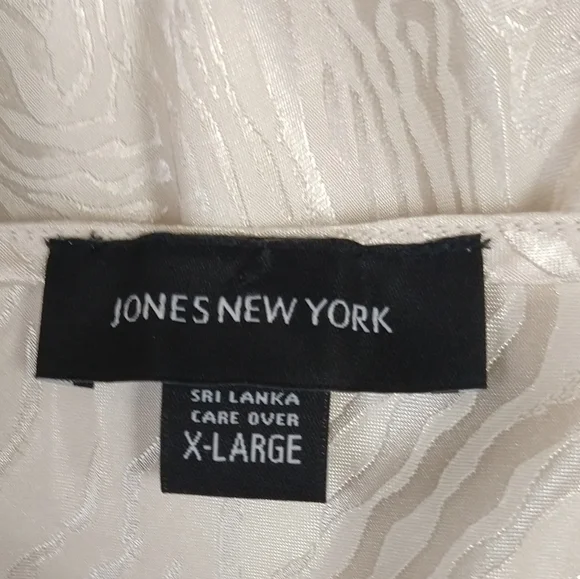 JONES NEW YORK
SRI LANKA
CARE OVER
X-LARGE